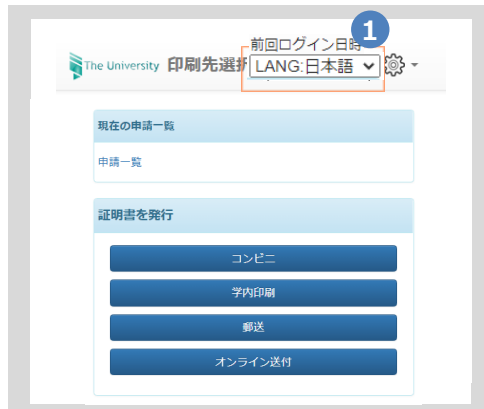 1
前回ログイン日時
The University 印刷先選択 LANG:日本語
現在の申請一覧
申請一覧
証明書を発行
コンビニ
学内印刷
郵送
オンライン送付